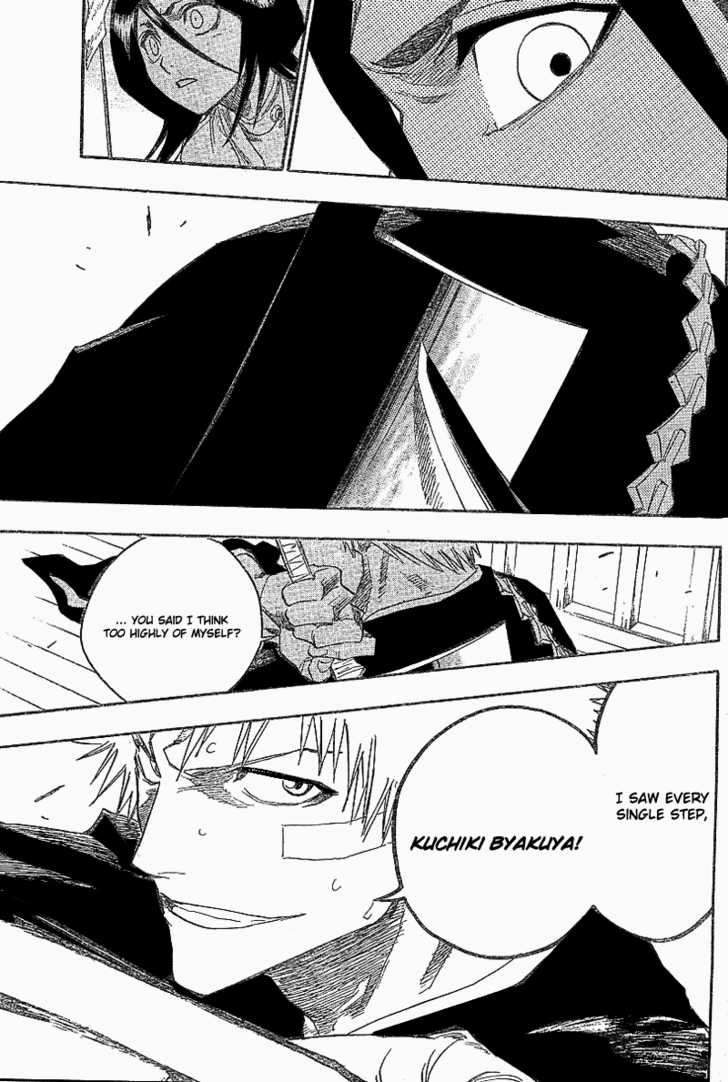 ... YOU SAID I THINK
TOO HIGHLY OF MYSELF?
I SAW EVERY
SINGLE STEP,
KUCHIKI BYAKUYA!